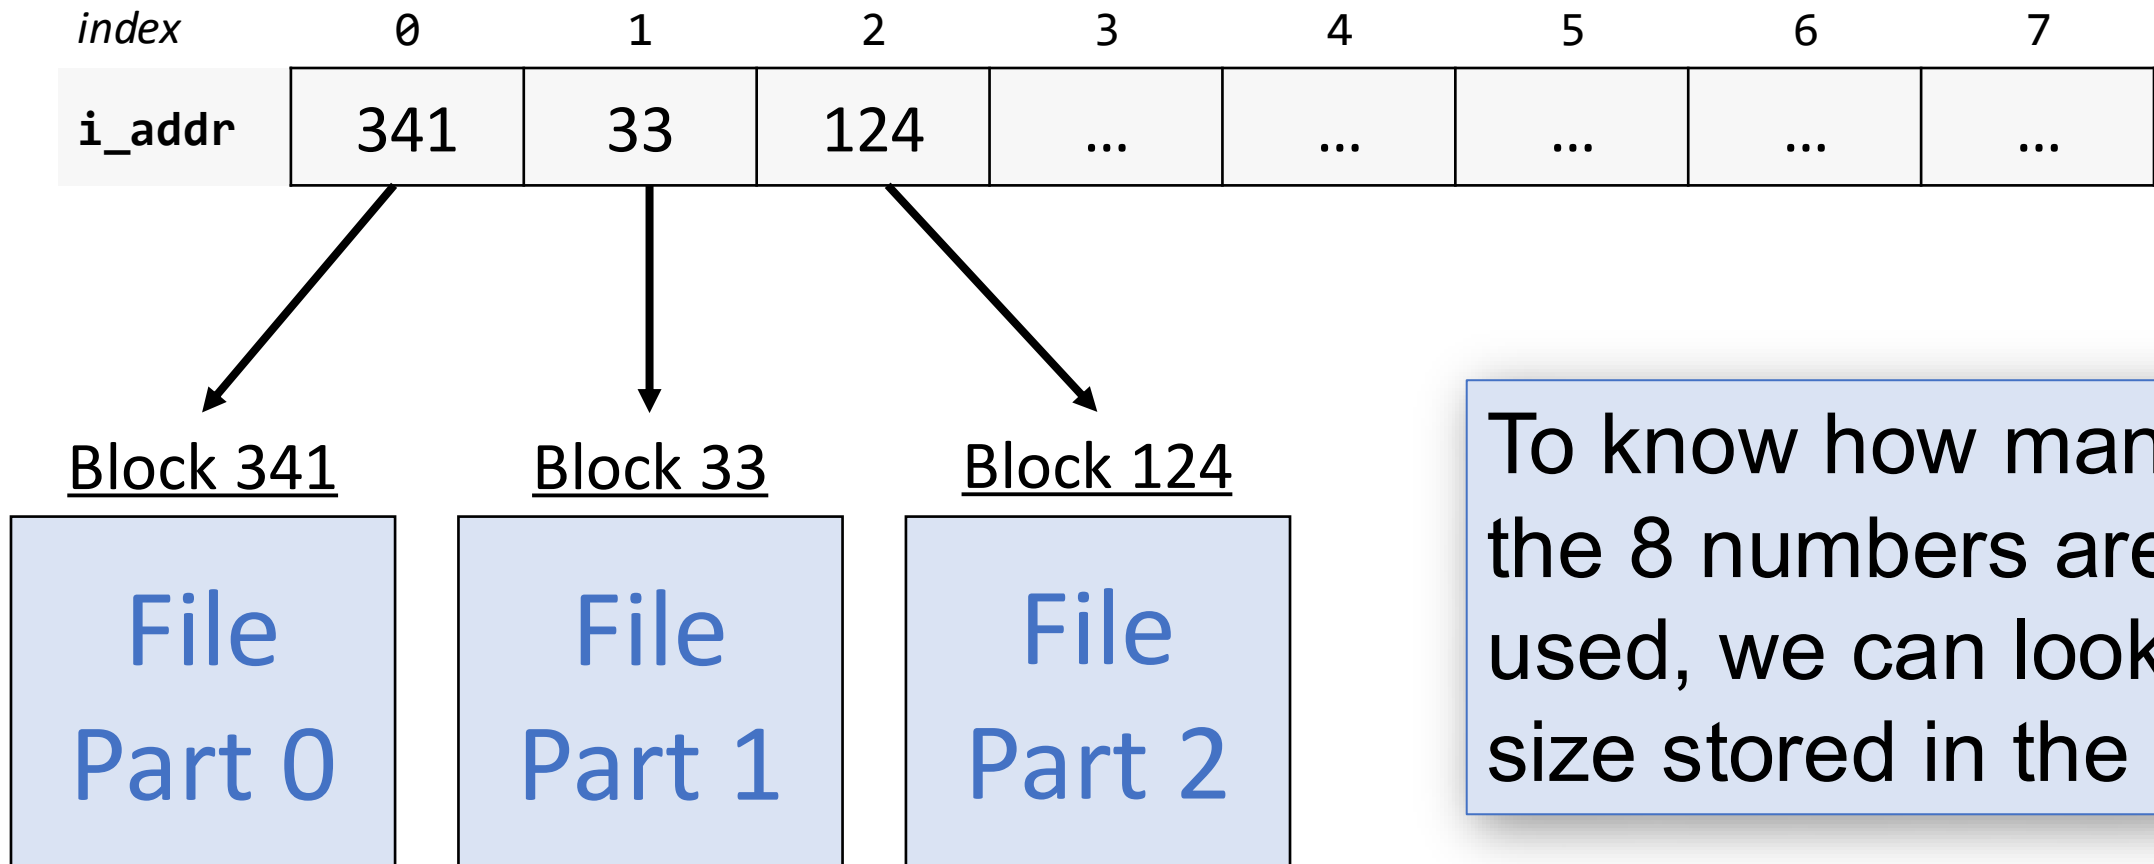 index 0 1 2 3 4 5 6 7
i_addr 341 33 124 ... ... ... ... ...
Block 341 Block 33 Block 124
File Part 0
File Part 1
File Part 2
To know how man
the 8 numbers are
used, we can look
size stored in the